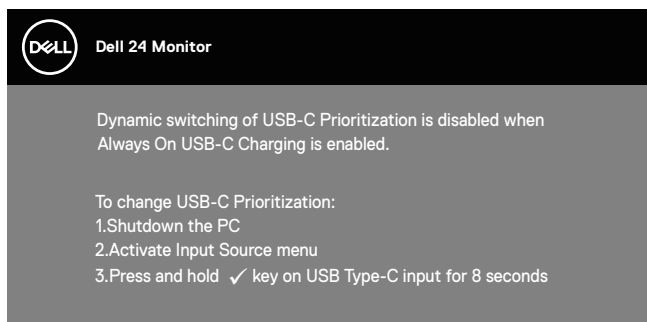 DELL
Dell 24 Monitor
Dynamic switching of USB-C Prioritization is disabled when
Always On USB-C Charging is enabled.
To change USB-C Prioritization:
1.Shutdown the PC
2.Activate Input Source menu
3.Press and hold ✓ key on USB Type-C input for 8 seconds